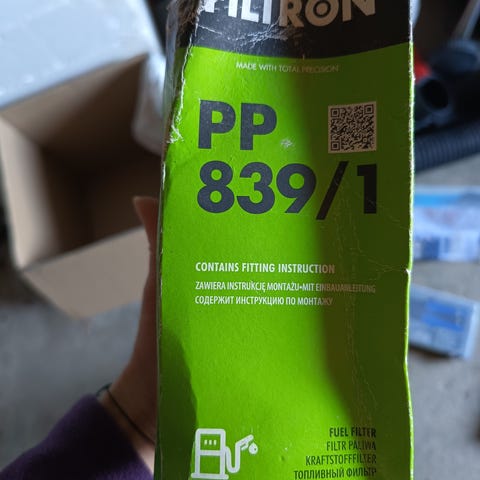 FILTRON
MADE WITH TOTAL PRECISION
PP
839/1
CONTAINS FITTING INSTRUCTION
ZAWIERA INSTRUKCJĘ MONTAŻU•MIT EINBAUANLEITUNG
СОДЕРЖИТ ИНСТРУКЦИЮ ПО МОНТАЖУ
FUEL FILTER
FILTR PALIWA
KRAFTSTOFFFILTER
ТОПЛИВНЫЙ ФИЛЬТР